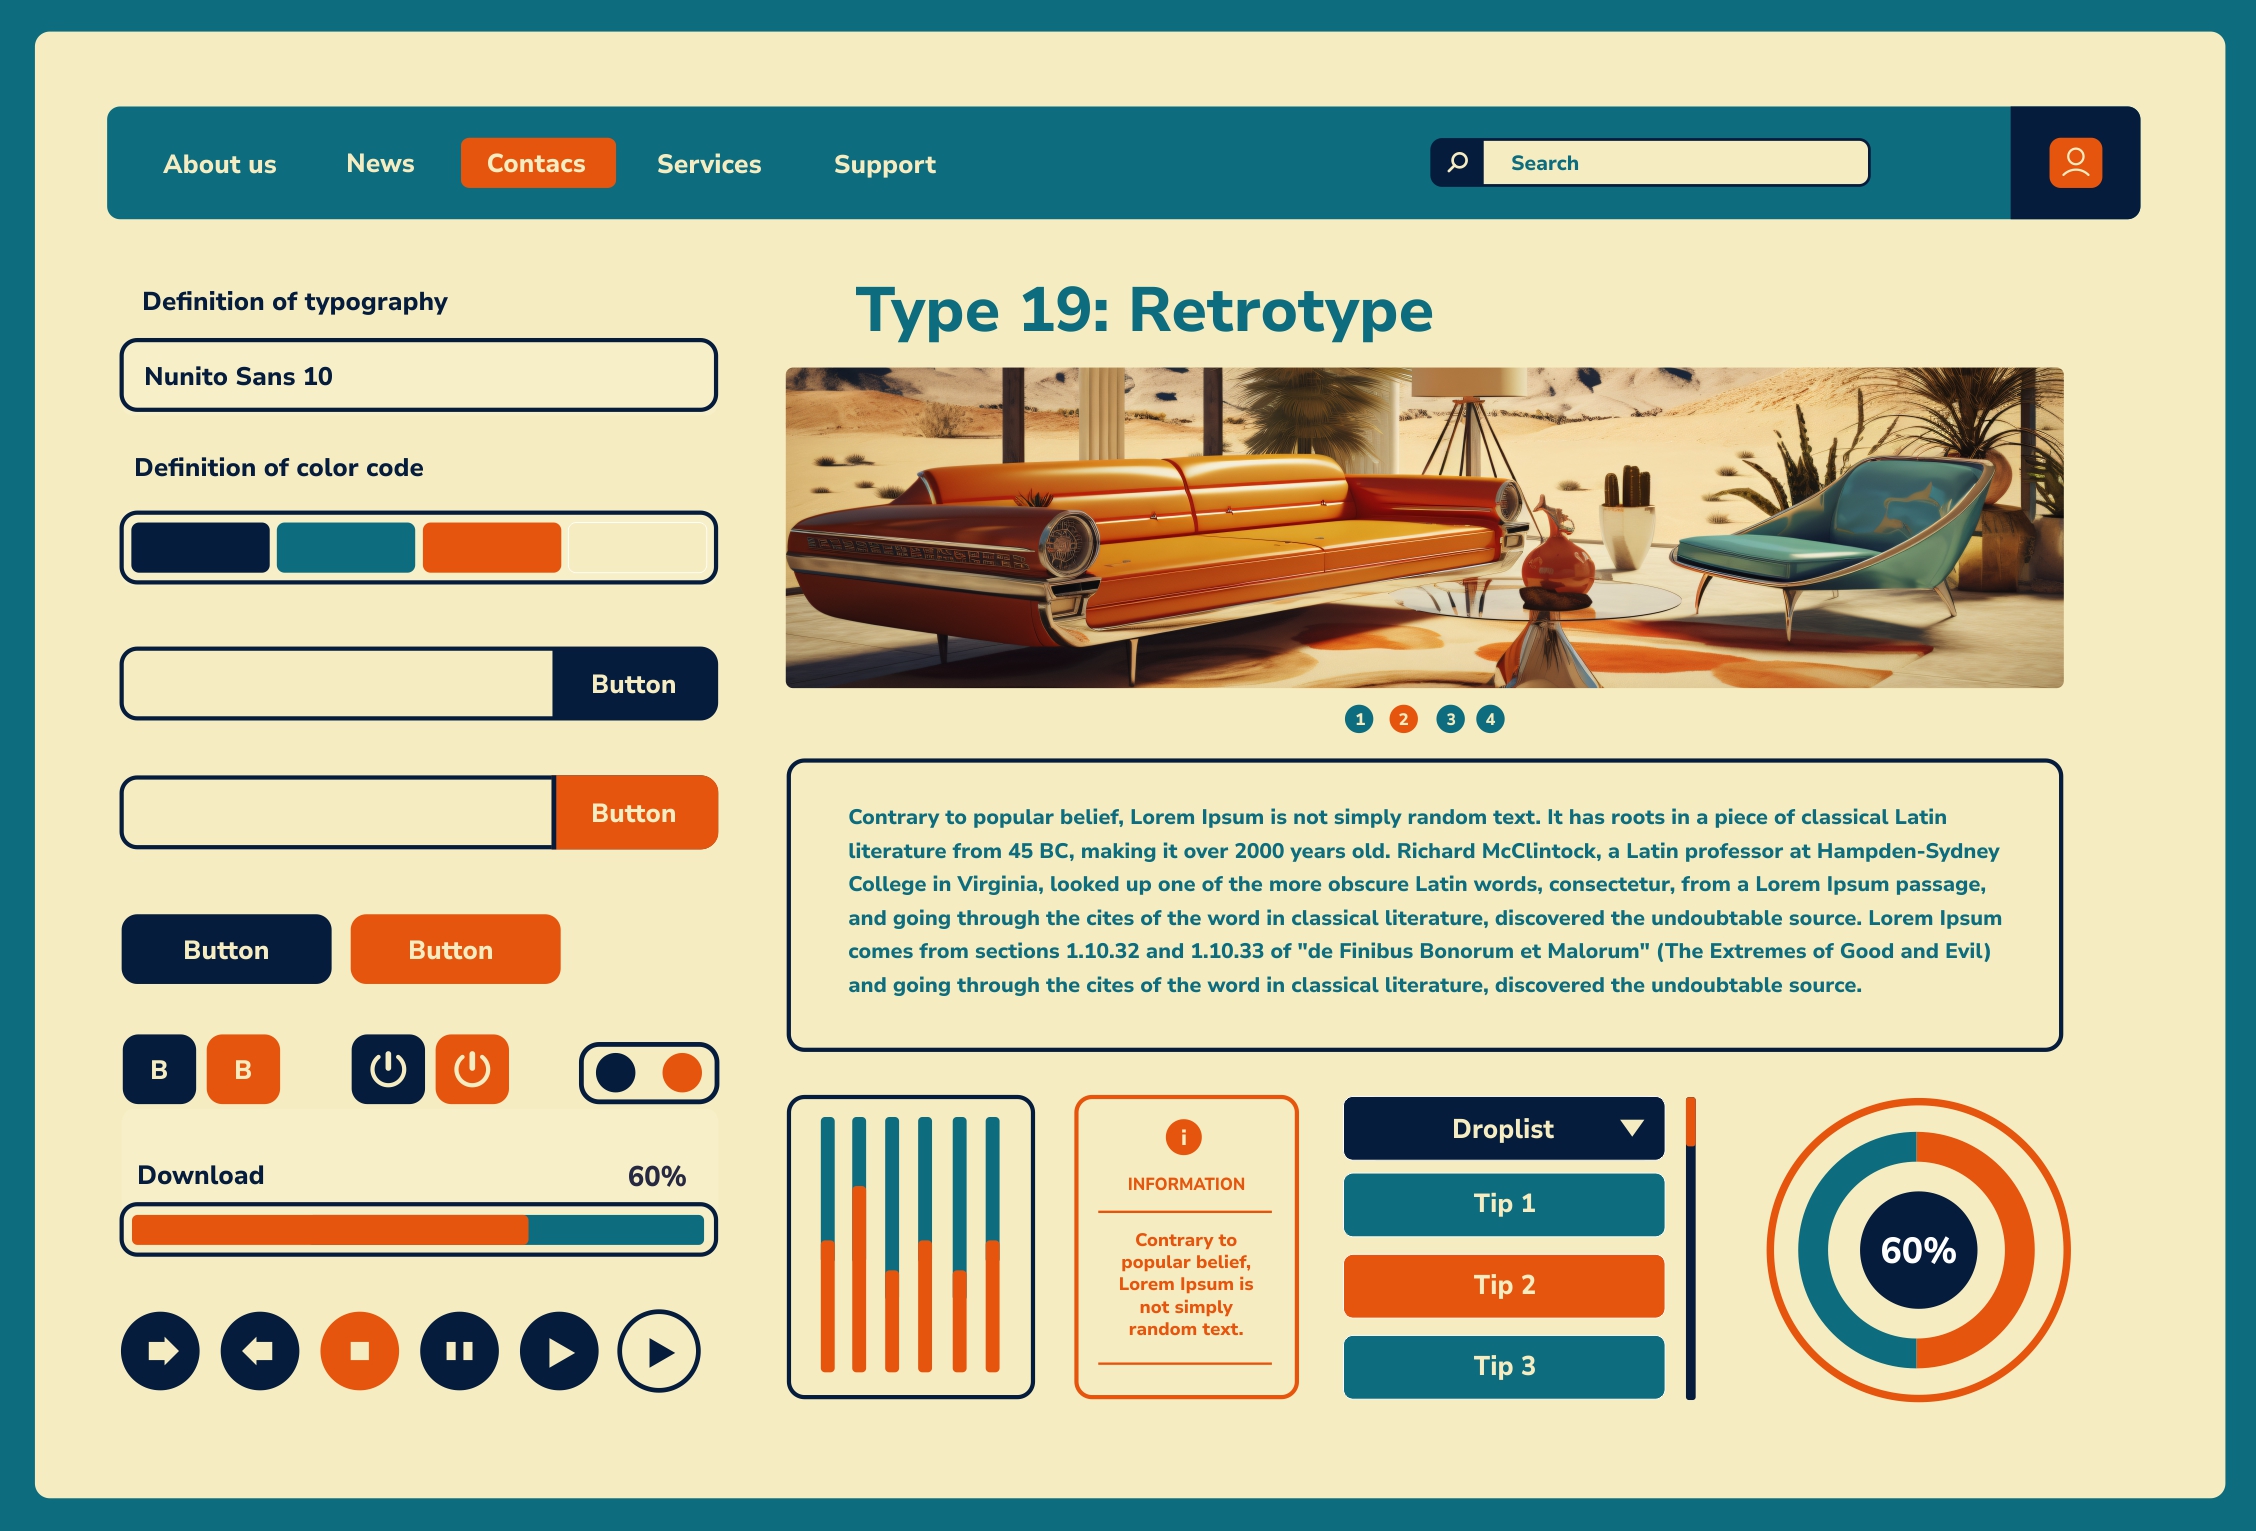 About us
News
Contacs
Services
Support
Search
Definition of typography
Nunito Sans 10
Definition of color code
Button
Button
Button
Button
B
B
Download
60%
Type 19: Retrotype
1
2
3
4
Contrary to popular belief, Lorem Ipsum is not simply random text. It has roots in a piece of classical Latin
literature from 45 BC, making it over 2000 years old. Richard McClintock, a Latin professor at Hampden-Sydney
College in Virginia, looked up one of the more obscure Latin words, consectetur, from a Lorem Ipsum passage,
and going through the cites of the word in classical literature, discovered the undoubtable source. Lorem Ipsum
comes from sections 1.10.32 and 1.10.33 of "de Finibus Bonorum et Malorum" (The Extremes of Good and Evil)
and going through the cites of the word in classical literature, discovered the undoubtable source.
i
INFORMATION
Contrary to
popular belief,
Lorem Ipsum is
not simply
random text.
Droplist
Tip 1
Tip 2
Tip 3
60%